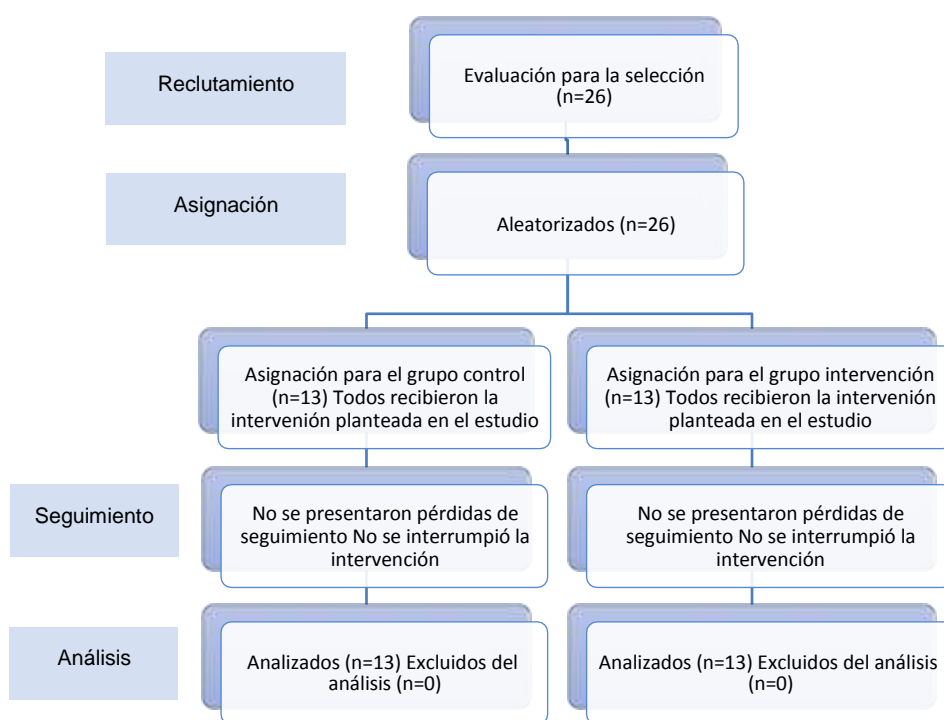 Reclutamiento
Evaluación para la selección
(n=26)
Asignación
Aleatorizados (n=26)
Asignación para el grupo control
(n=13) Todos recibieron la
intervenión planteada en el estudio
Asignación para el grupo intervención
(n=13) Todos recibieron la intervenión
planteada en el estudio
Seguimiento
No se presentaron pérdidas de
seguimiento No se interrumpió la
intervención
No se presentaron pérdidas de
seguimiento No se interrumpió la
intervención
Análisis
Analizados (n=13) Excluidos del
análisis (n=0)
Analizados (n=13) Excluidos del análisis
(n=0)